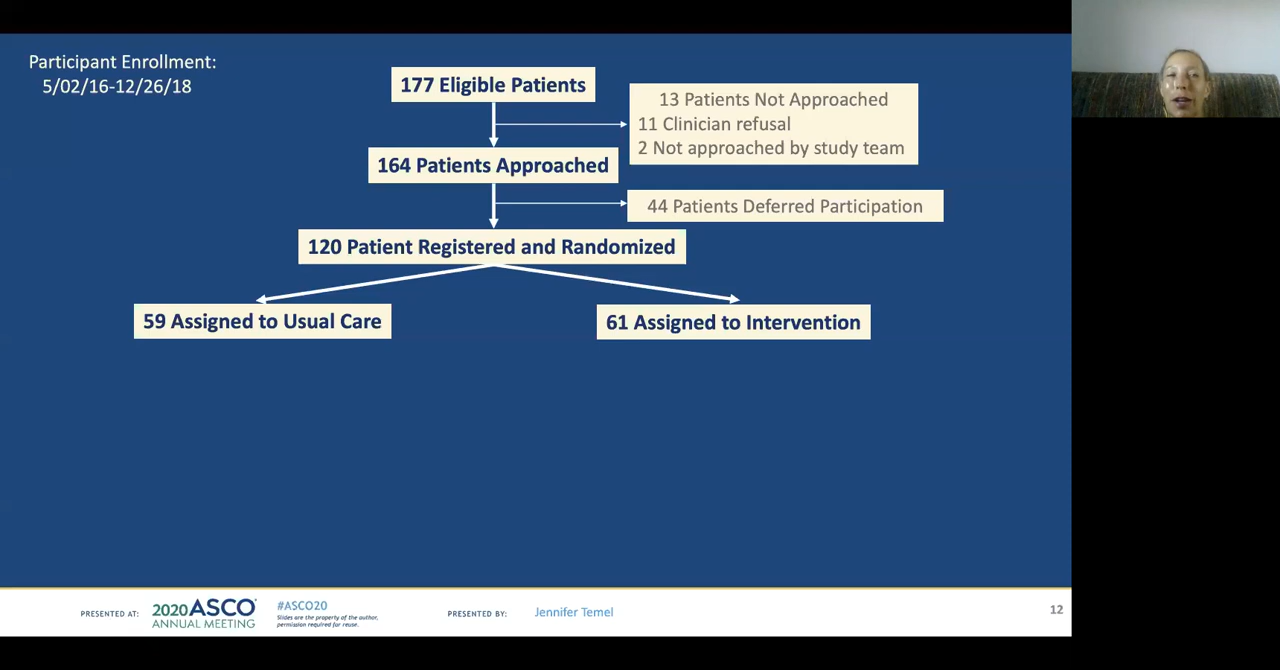 Participant Enrollment:
5/02/16-12/26/18
177 Eligible Patients
13 Patients Not Approached
11 Clinician refusal
2 Not approached by study team
164 Patients Approached
44 Patients Deferred Participation
120 Patient Registered and Randomized
59 Assigned to Usual Care
61 Assigned to Intervention
PRESENTED AT:
2020 ASCO
ANNUAL MEETING
#ASCO20
Slides are the property of the author,
permission required for reuse.
PRESENTED BY:
Jennifer Temel
12